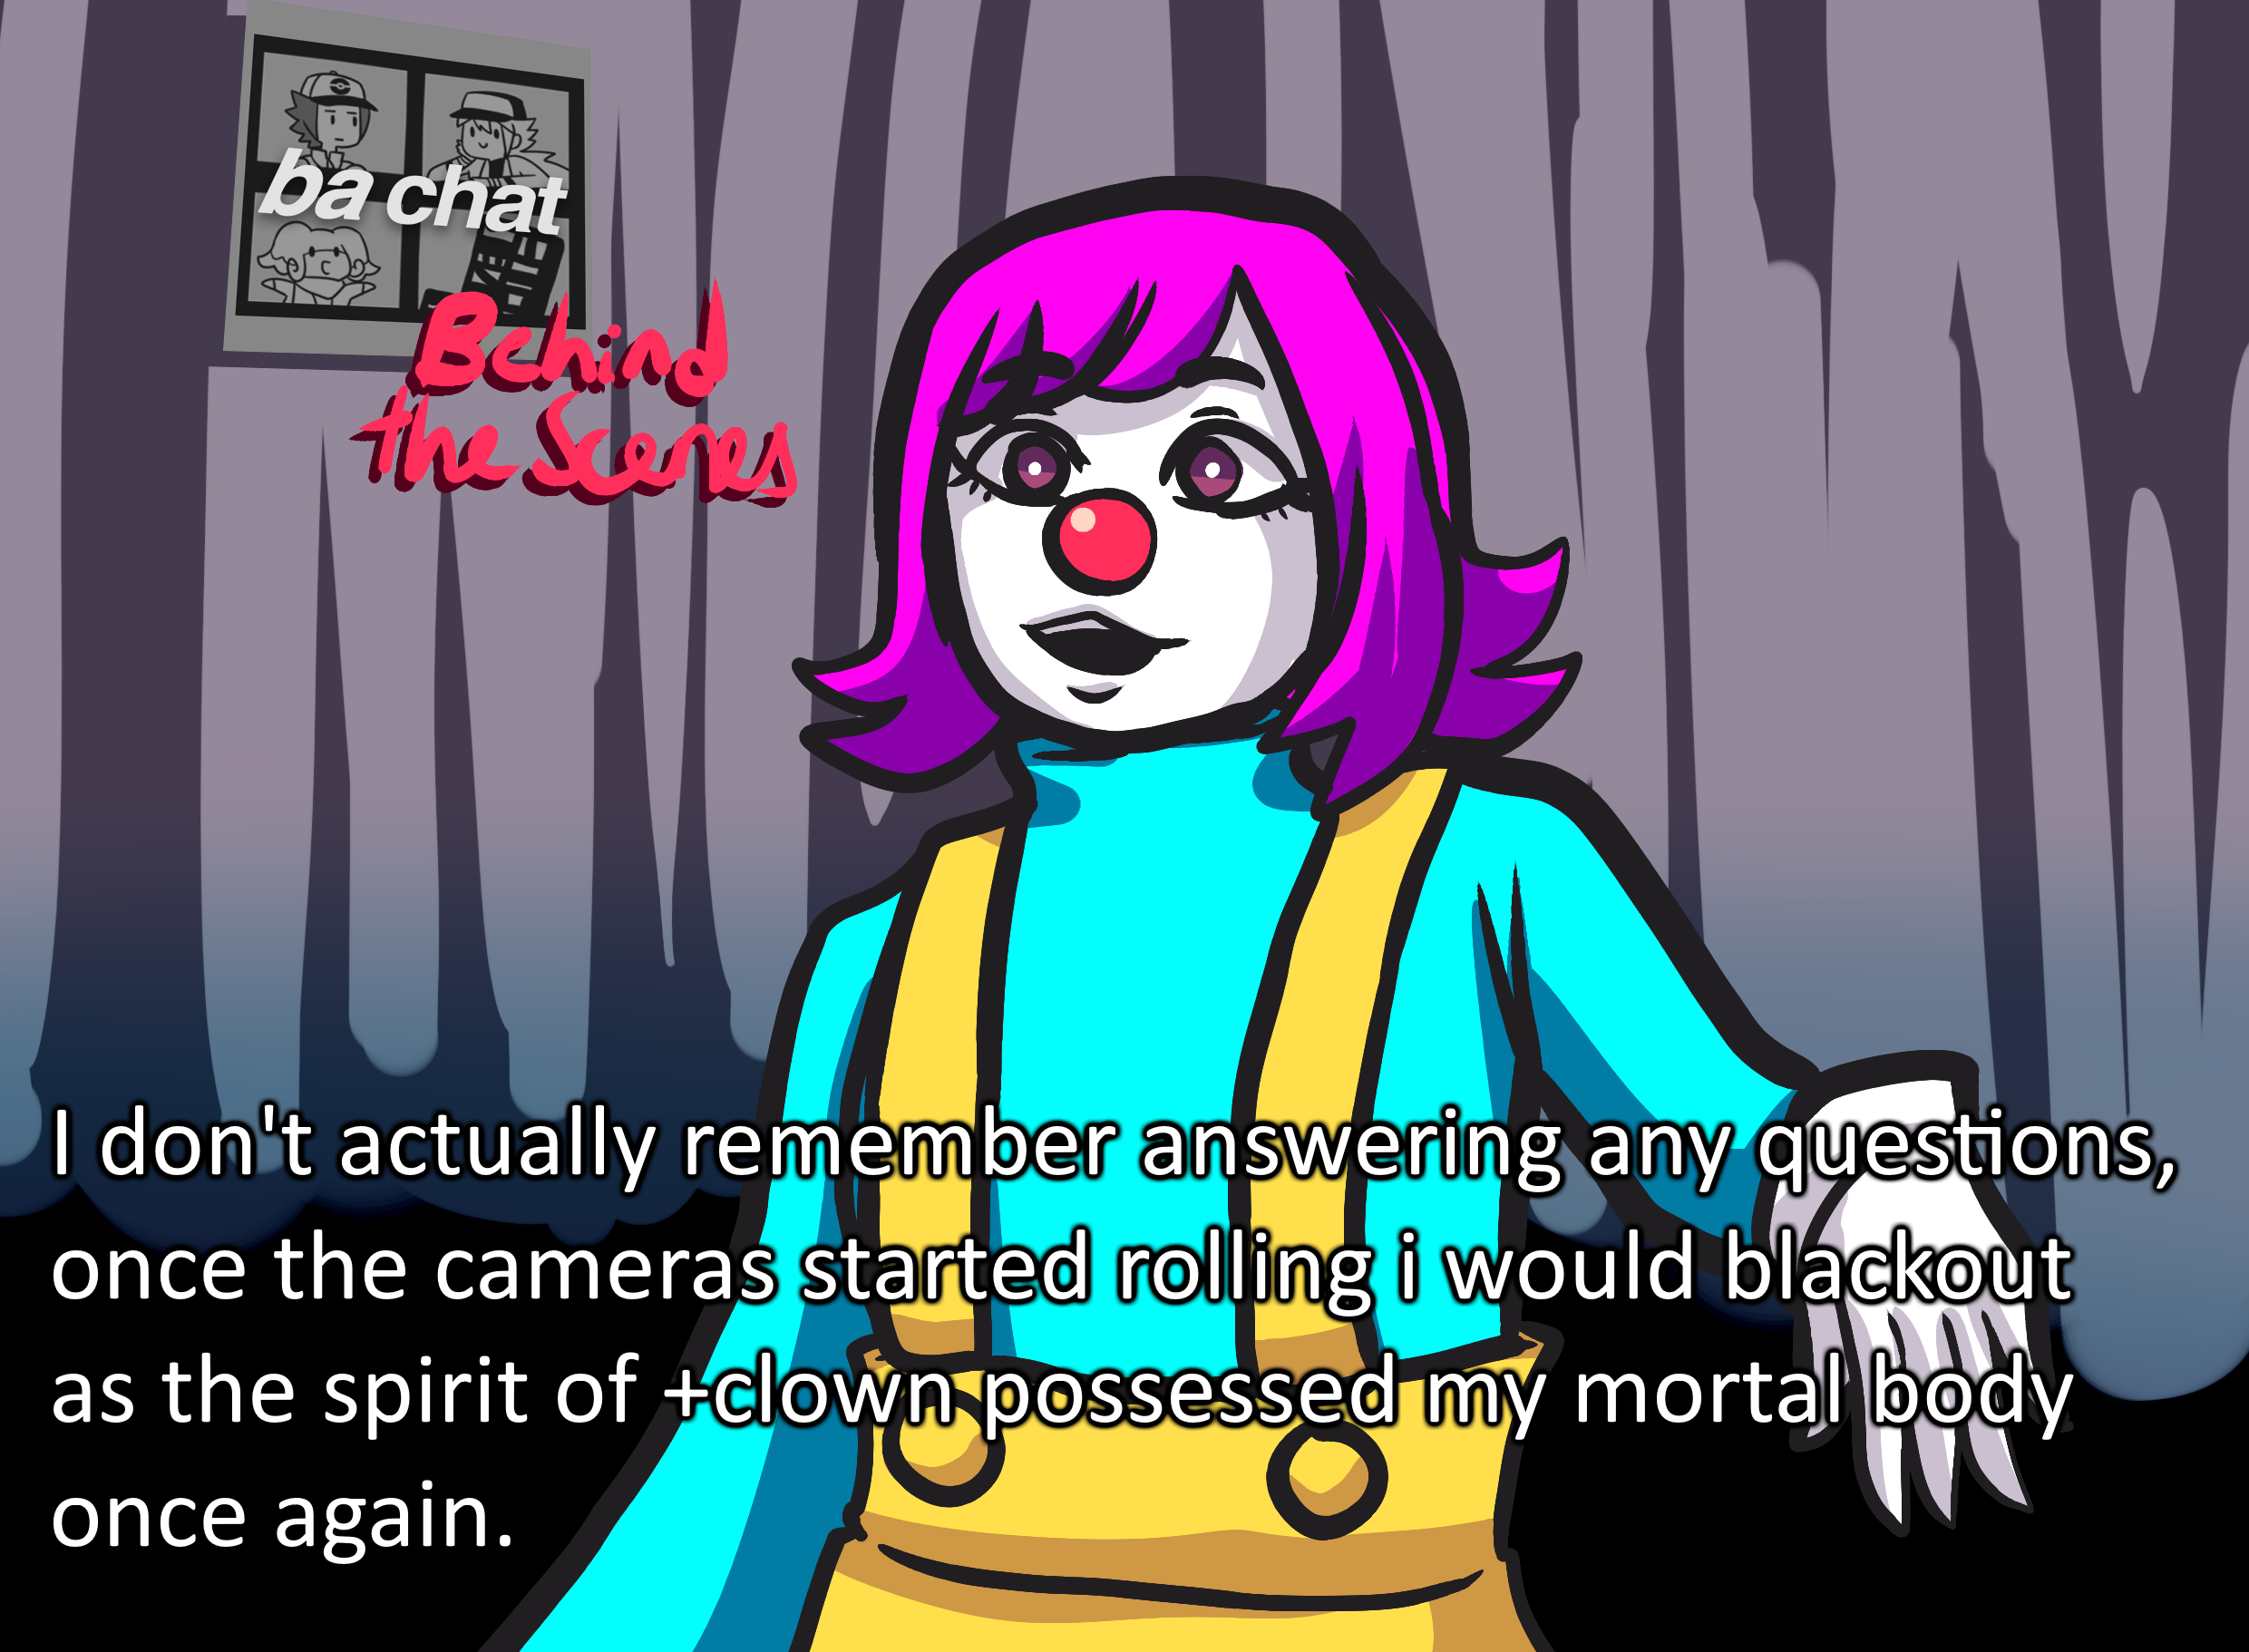 ba chat
Behind
the Scenes
I don't actually remember answering any questions,
once the cameras started rolling i would blackout
as the spirit of +clown possessed my mortal body
once again.